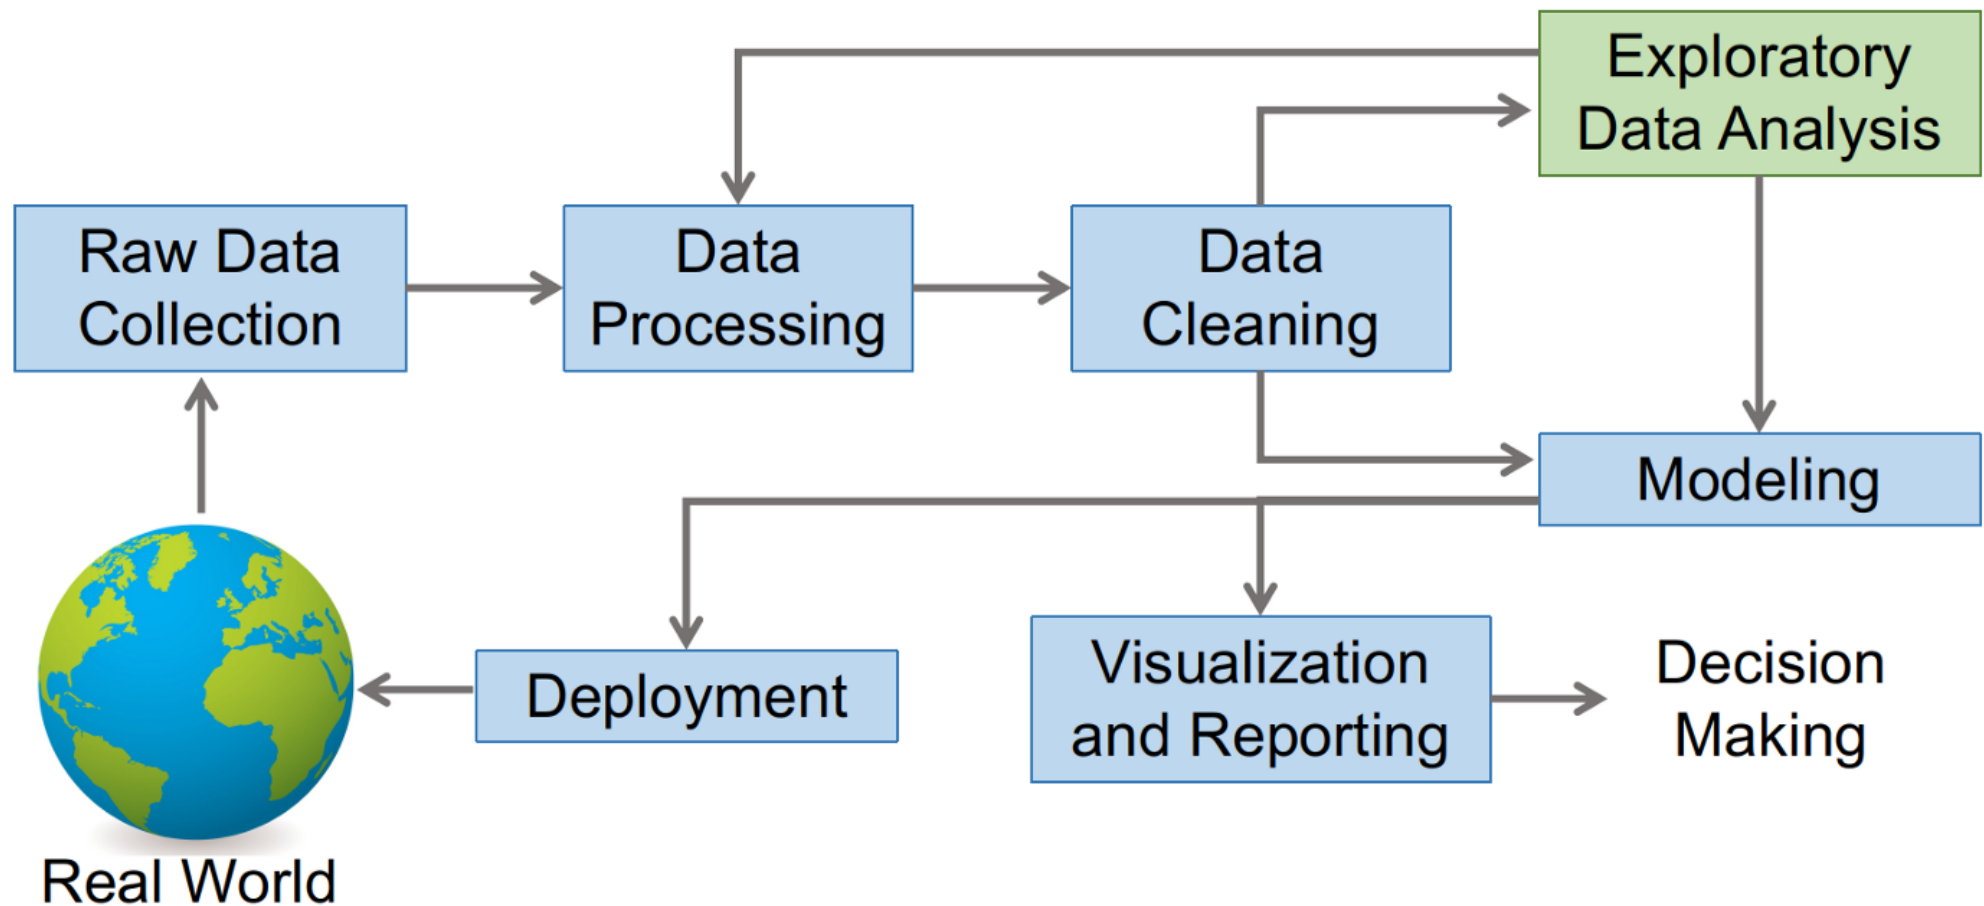 Exploratory
Data Analysis
Raw Data
Collection
Data
Processing
Data
Cleaning
Modeling
Deployment
Visualization
and Reporting
Decision
Making
Real World